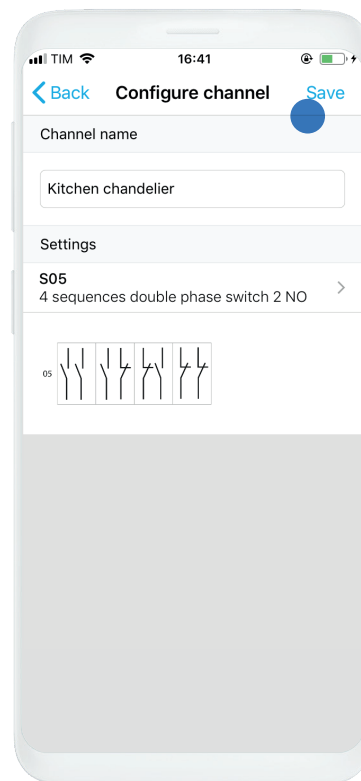 TIM 16:41
Back Configure channel Save
Channel name
Kitchen chandelier
Settings
S05
4 sequences double phase switch 2 NO
05